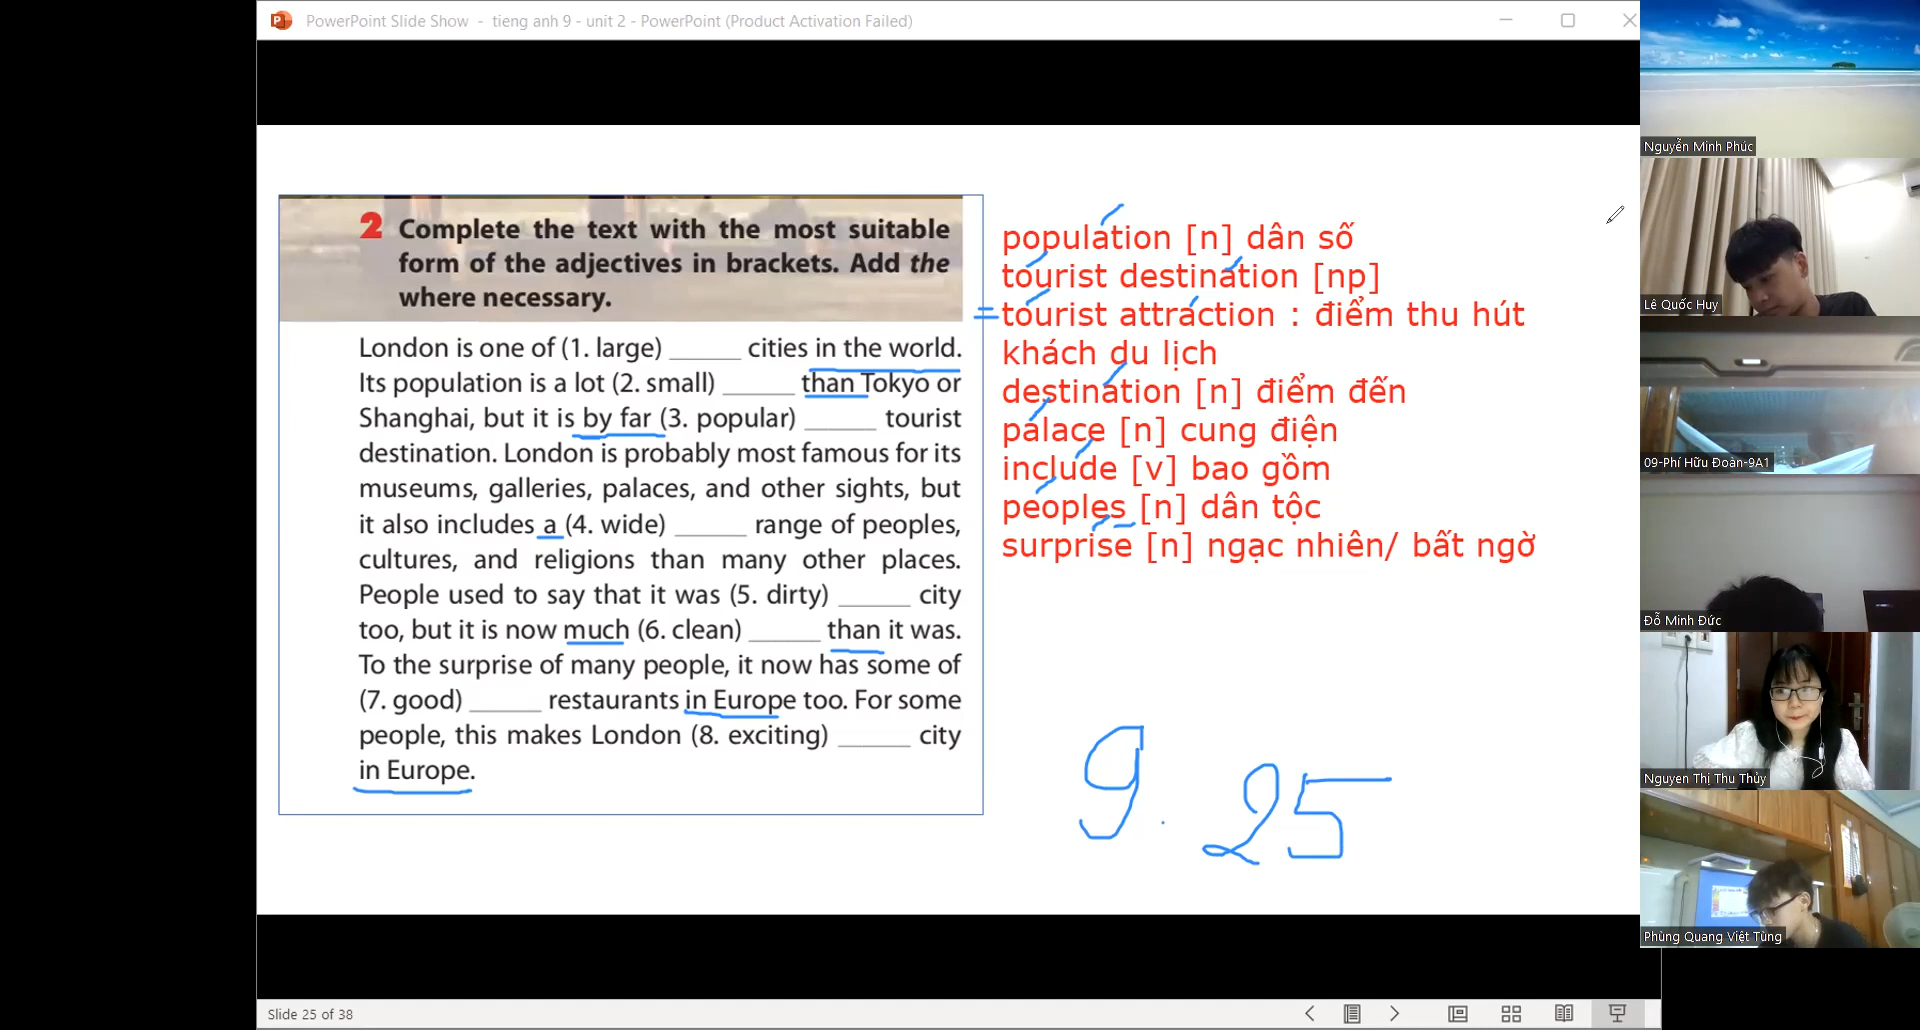 PowerPoint Slide Show - tieng anh 9 - unit 2 - PowerPoint (Product Activation Failed)
2 Complete the text with the most suitable
form of the adjectives in brackets. Add the
where necessary.
London is one of (1. large) _____ cities in the world.
Its population is a lot (2. small) _____ than Tokyo or
Shanghai, but it is by far (3. popular) _____ tourist
destination. London is probably most famous for its
museums, galleries, palaces, and other sights, but
it also includes a (4. wide) _____ range of peoples,
cultures, and religions than many other places.
People used to say that it was (5. dirty) _____ city
too, but it is now much (6. clean) _____ than it was.
To the surprise of many people, it now has some of
(7. good) _____ restaurants in Europe too. For some
people, this makes London (8. exciting) _____ city
in Europe.
population [n] dân số
tourist destination [np]
= tourist attraction : điểm thu hút
khách du lịch
destination [n] điểm đến
palace [n] cung điện
include [v] bao gồm
peoples [n] dân tộc
surprise [n] ngạc nhiên/ bất ngờ
9. 25
Nguyễn Minh Phúc
Lê Quốc Huy
09-Phí Hữu Đoàn-9A1
Đỗ Minh Đức
Nguyen Thị Thu Thủy
Phùng Quang Việt Tùng
Slide 25 of 38